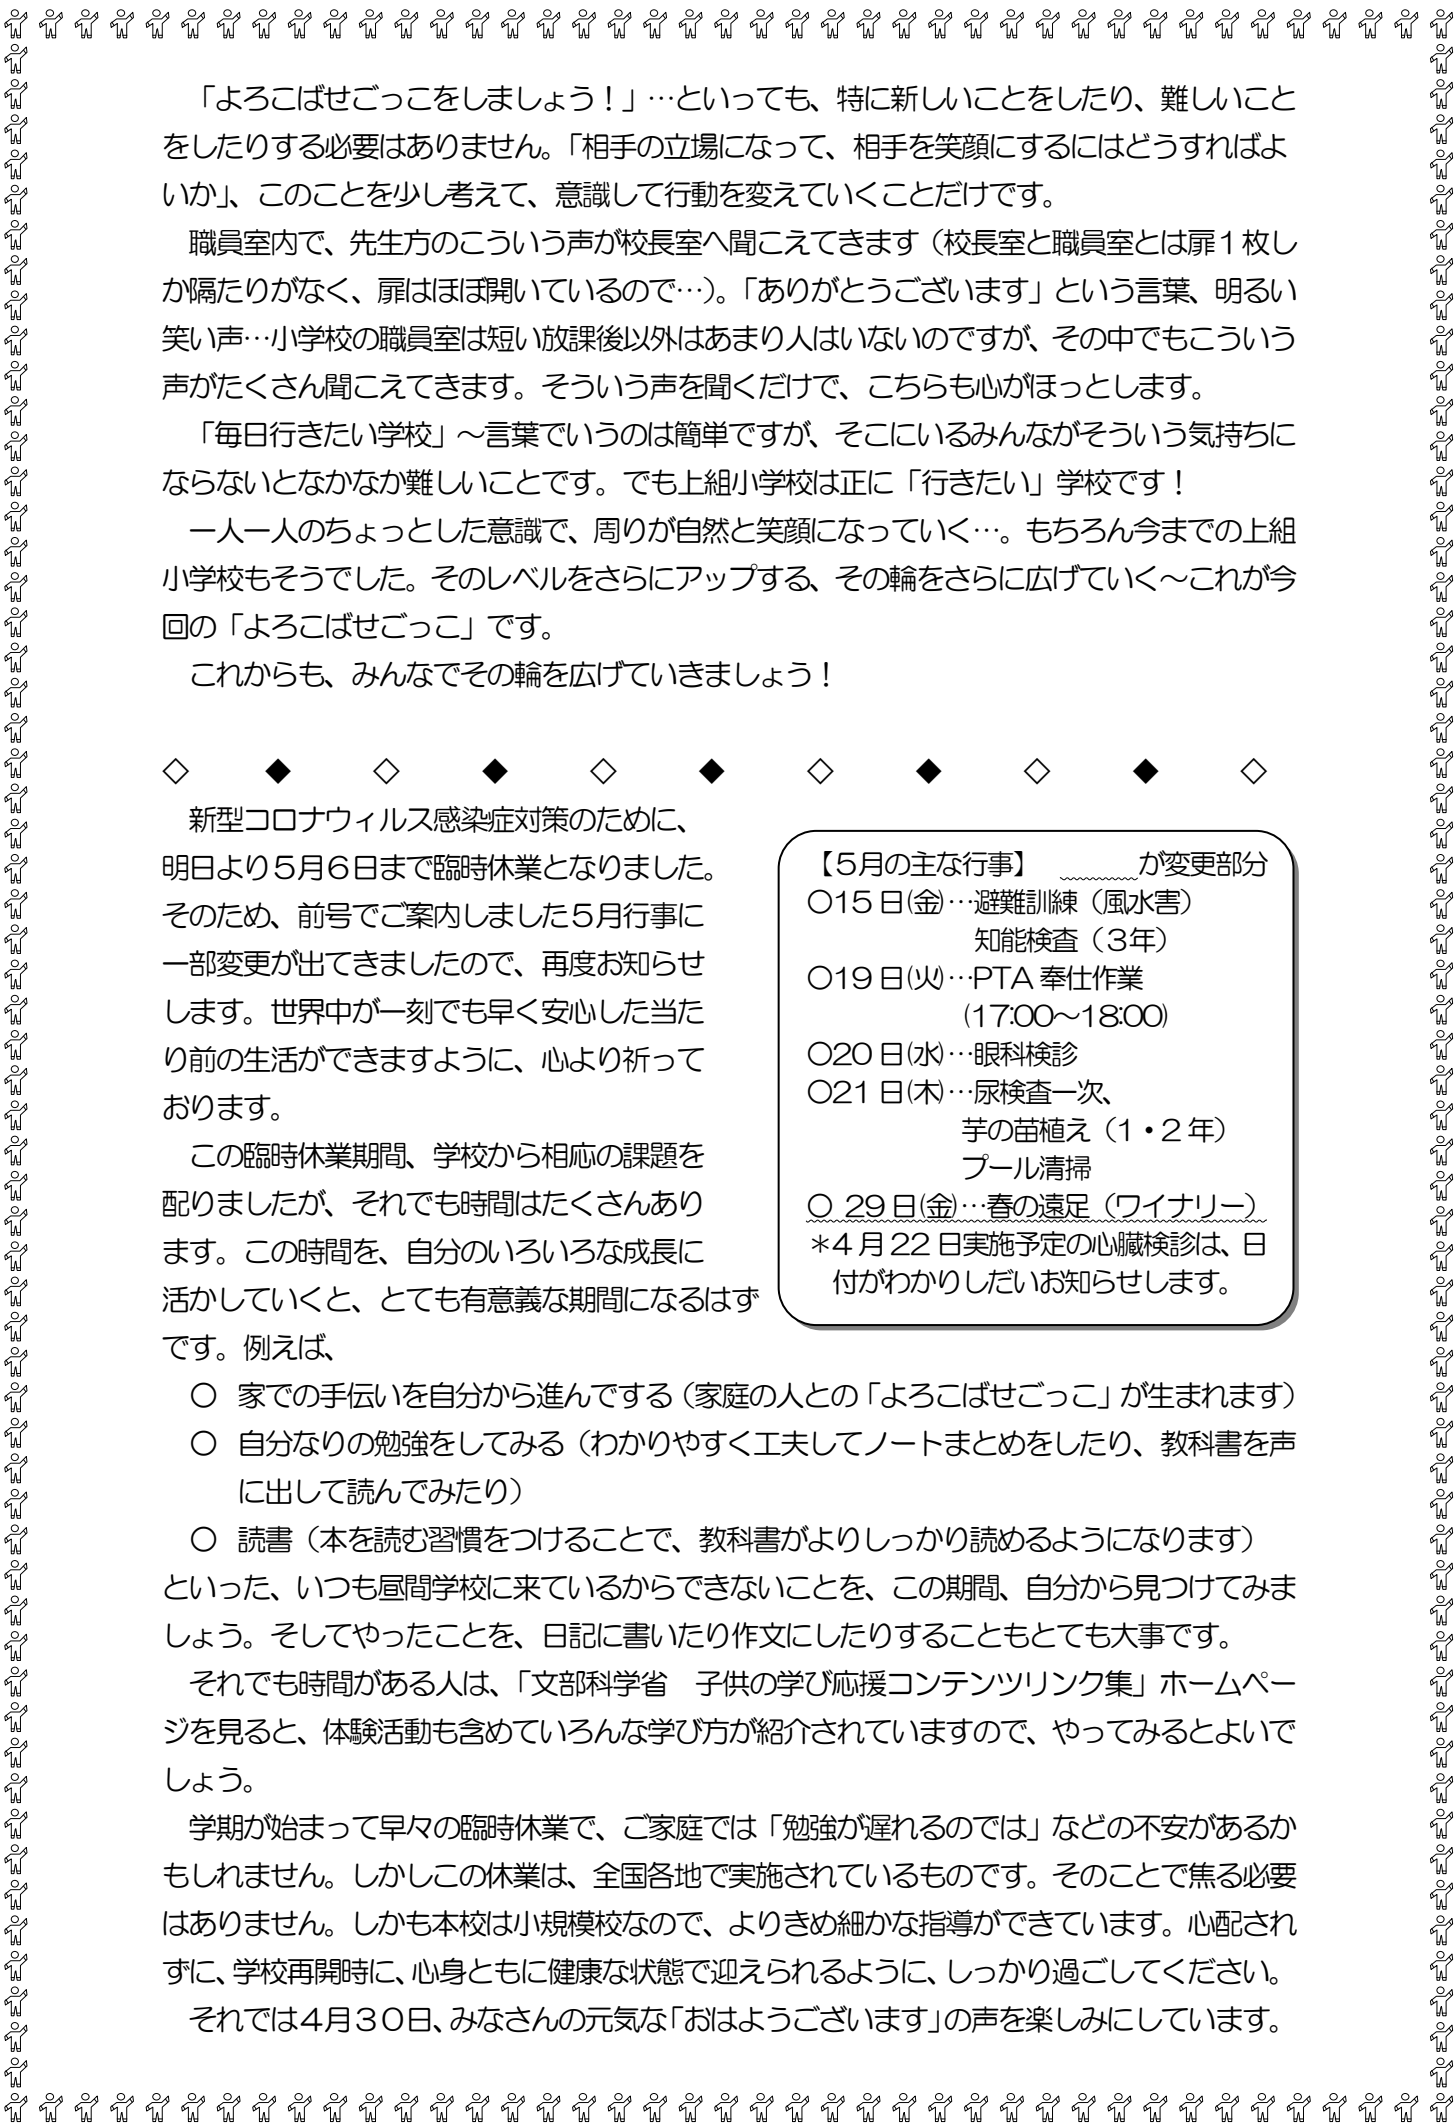 「よろこばせごっこをしましょう！」…といっても、特に新しいことをしたり、難しいこと
をしたりする必要はありません。「相手の立場になって、相手を笑顔にするにはどうすればよ
いか」、このことを少し考えて、意識して行動を変えていくことだけです。
職員室内で、先生方のこういう声が校長室へ聞こえてきます（校長室と職員室とは扉１枚し
か隔たりがなく、扉はほぼ開いているので…）。「ありがとうございます」という言葉、明るい
笑い声…小学校の職員室は短い放課後以外はあまり人はいないのですが、その中でもこういう
声がたくさん聞こえてきます。そういう声を聞くだけで、こちらも心がほっとします。
「毎日行きたい学校」～言葉でいうのは簡単ですが、そこにいるみんながそういう気持ちに
ならないとなかなか難しいことです。でも上組小学校は正に「行きたい」学校です！
一人一人のちょっとした意識で、周りが自然と笑顔になっていく…。もちろん今までの上組
小学校もそうでした。そのレベルをさらにアップする、その輪をさらに広げていく～これが今
回の「よろこばせごっこ」です。
これからも、みんなでその輪を広げていきましょう！
◇ ◆ ◇ ◆ ◇ ◆ ◇ ◆ ◇ ◆ ◇
新型コロナウィルス感染症対策のために、
明日より５月６日まで臨時休業となりました。
そのため、前号でご案内しました５月行事に
一部変更が出てきましたので、再度お知らせ
します。世界中が一刻でも早く安心した当た
り前の生活ができますように、心より祈って
おります。
この臨時休業期間、学校から相応の課題を
配りましたが、それでも時間はたくさんあり
ます。この時間を、自分のいろいろな成長に
活かしていくと、とても有意義な期間になるはず
です。例えば、
【５月の主な行事】　が変更部分
〇15日(金)…避難訓練（風水害）
知能検査（３年）
〇19日(火)…PTA奉仕作業
(17:00～18:00)
〇20日(水)…眼科検診
〇21日(木)…尿検査一次、
芋の苗植え（1・2年）
プール清掃
〇 29日(金)…春の遠足（ワイナリー）
＊4月22日実施予定の心臓検診は、日
付がわかりしだいお知らせします。
〇 家での手伝いを自分から進んでする（家庭の人との「よろこばせごっこ」が生まれます）
〇 自分なりの勉強をしてみる（わかりやすく工夫してノートまとめをしたり、教科書を声
に出して読んでみたり）
〇 読書（本を読む習慣をつけることで、教科書がよりしっかり読めるようになります）
といった、いつも昼間学校に来ているからできないことを、この期間、自分から見つけてみま
しょう。そしてやったことを、日記に書いたり作文にしたりすることもとても大事です。
それでも時間がある人は、「文部科学省　子供の学び応援コンテンツリンク集」ホームペー
ジを見ると、体験活動も含めていろんな学び方が紹介されていますので、やってみるとよいで
しょう。
学期が始まって早々の臨時休業で、ご家庭では「勉強が遅れるのでは」などの不安があるか
もしれません。しかしこの休業は、全国各地で実施されているものです。そのことで焦る必要
はありません。しかも本校は小規模校なので、よりきめ細かな指導ができています。心配され
ずに、学校再開時に、心身ともに健康な状態で迎えられるように、しっかり過ごしてください。
それでは４月３０日、みなさんの元気な「おはようございます」の声を楽しみにしています。